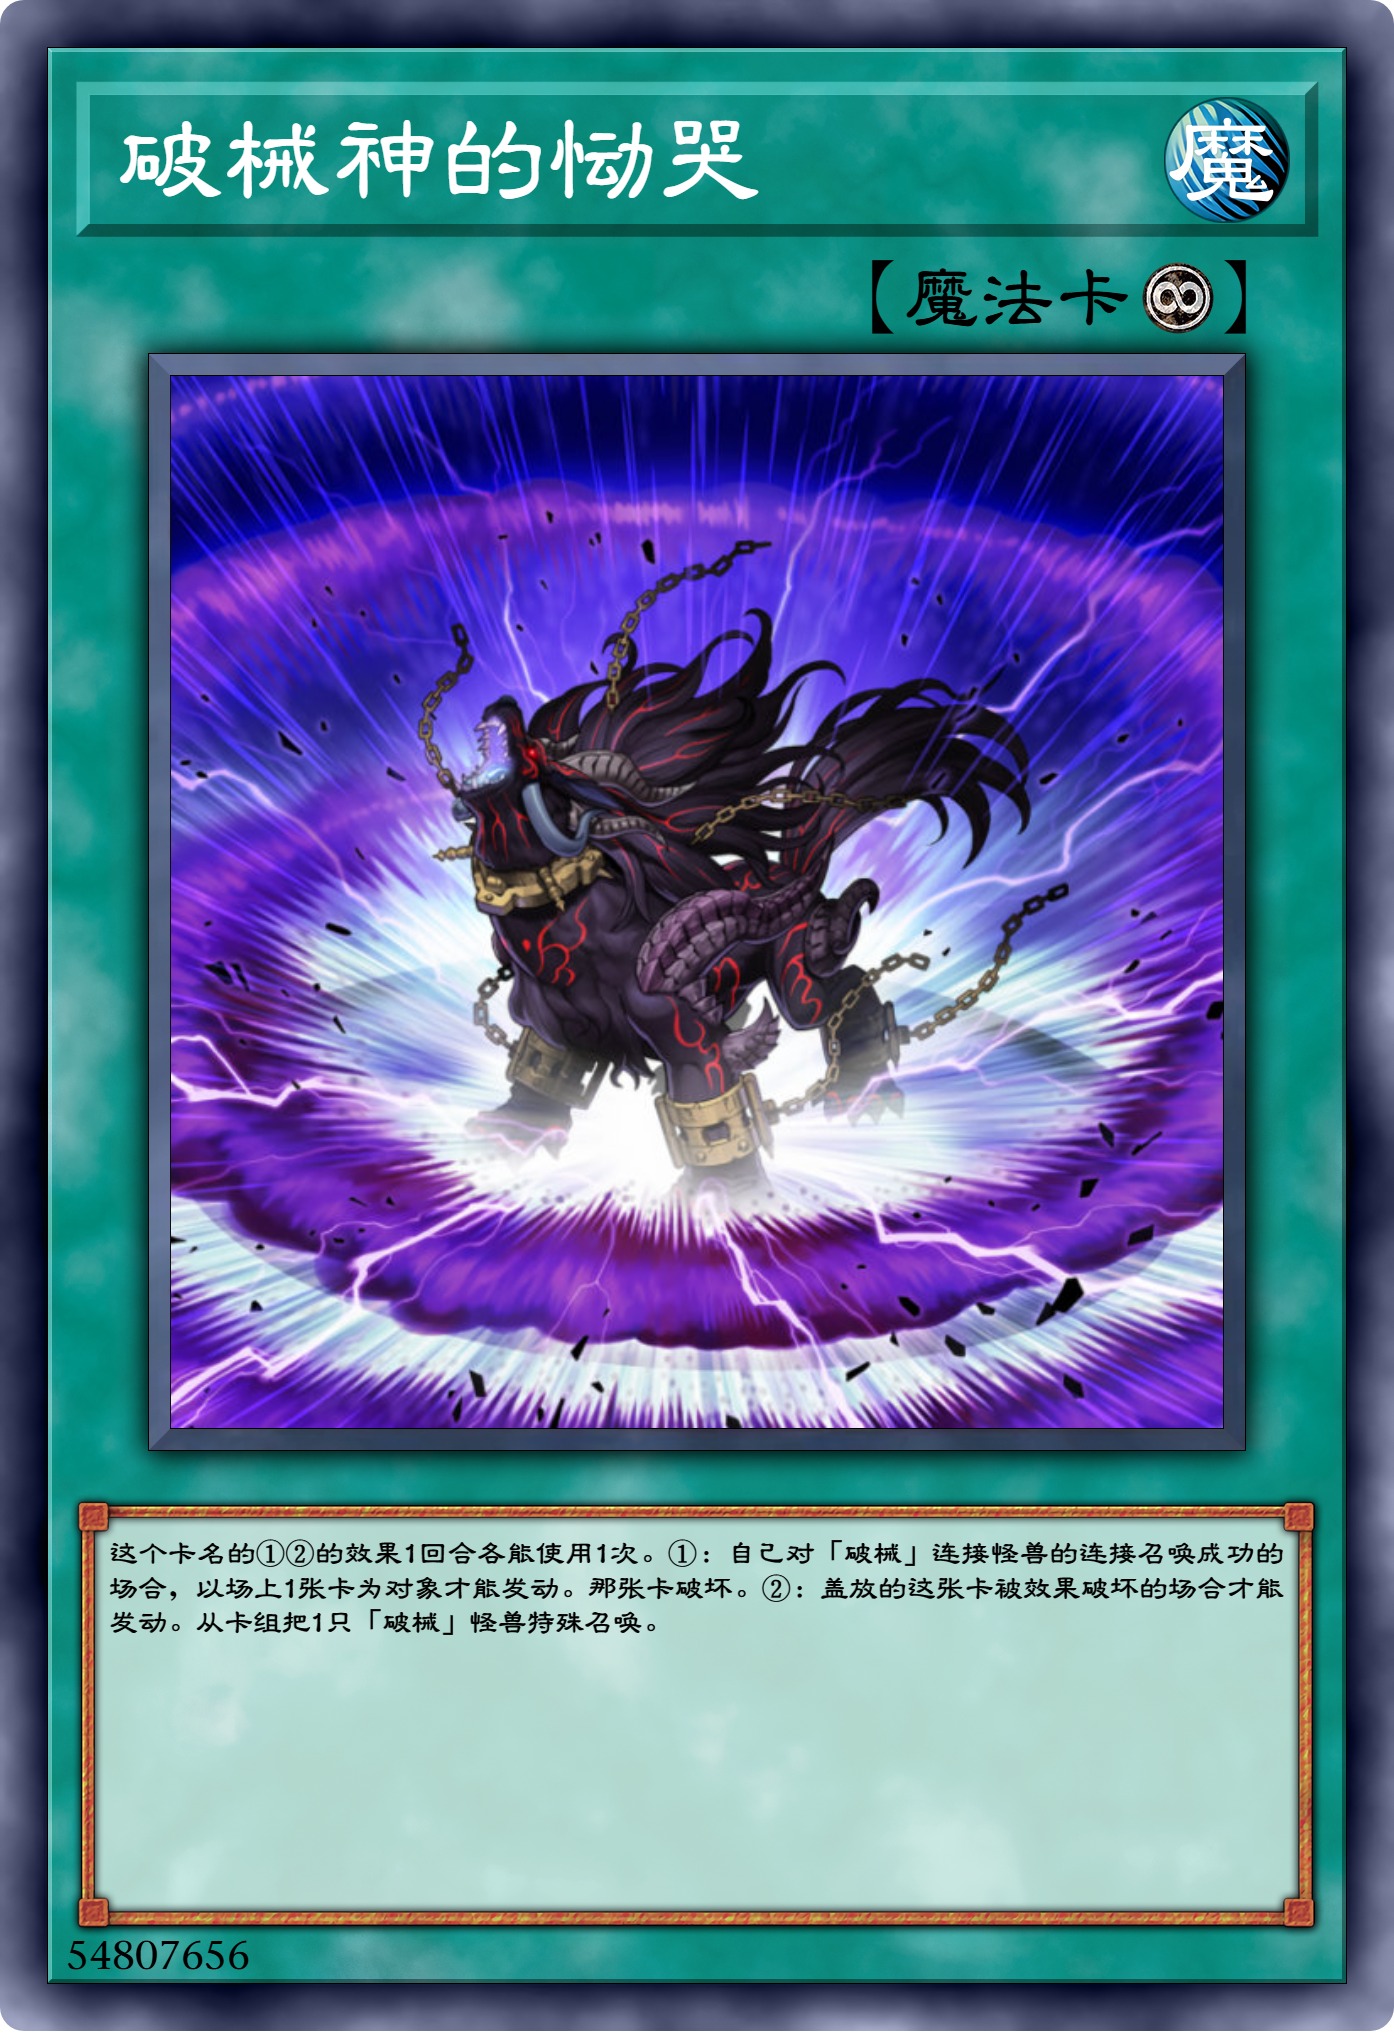 破械神的恸哭
魔
【魔法卡】
这个卡名的①②的效果1回合各能使用1次。①：自己对「破械」连接怪兽的连接召唤成功的
场合，以场上1张卡为对象才能发动。那张卡破坏。②：盖放的这张卡被效果破坏的场合才能
发动。从卡组把1只「破械」怪兽特殊召唤。
54807656